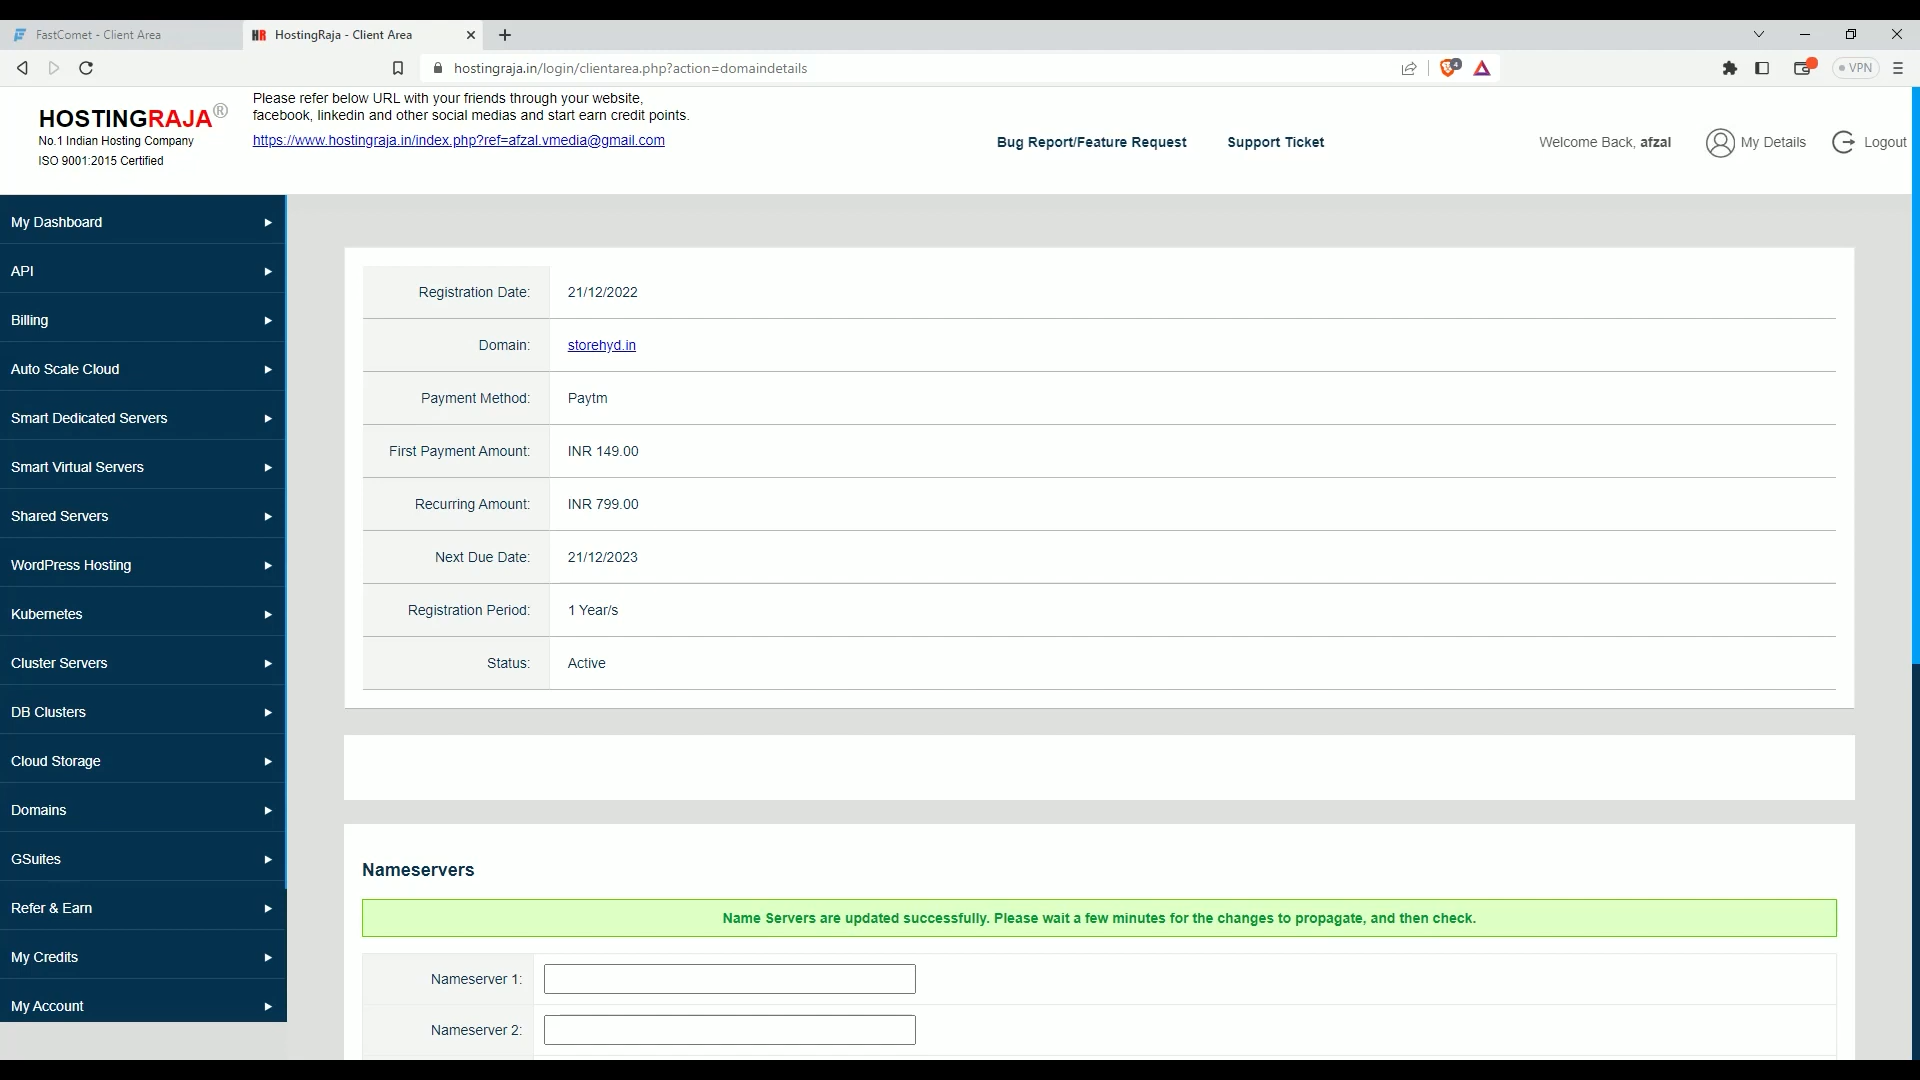 FastComet - Client Area
HR HostingRaja - Client Area
hostingraja.in/login/clientarea.php?action=domaindetails
4
VPN
HOSTINGRAJA®
No.1 Indian Hosting Company
ISO 9001:2015 Certified
Please refer below URL with your friends through your website,
facebook, linkedin and other social medias and start earn credit points.
https://www.hostingraja.in/index.php?ref=afzal.vmedia@gmail.com
Bug Report/Feature Request
Support Ticket
Welcome Back, afzal
My Details
Logout
My Dashboard
API
Billing
Auto Scale Cloud
Smart Dedicated Servers
Smart Virtual Servers
Shared Servers
WordPress Hosting
Kubernetes
Cluster Servers
DB Clusters
Cloud Storage
Domains
GSuites
Refer & Earn
My Credits
My Account
Registration Date: 21/12/2022
Domain: storehyd.in
Payment Method: Paytm
First Payment Amount: INR 149.00
Recurring Amount: INR 799.00
Next Due Date: 21/12/2023
Registration Period: 1 Year/s
Status: Active
Nameservers
Name Servers are updated successfully. Please wait a few minutes for the changes to propagate, and then check.
Nameserver 1:
Nameserver 2: